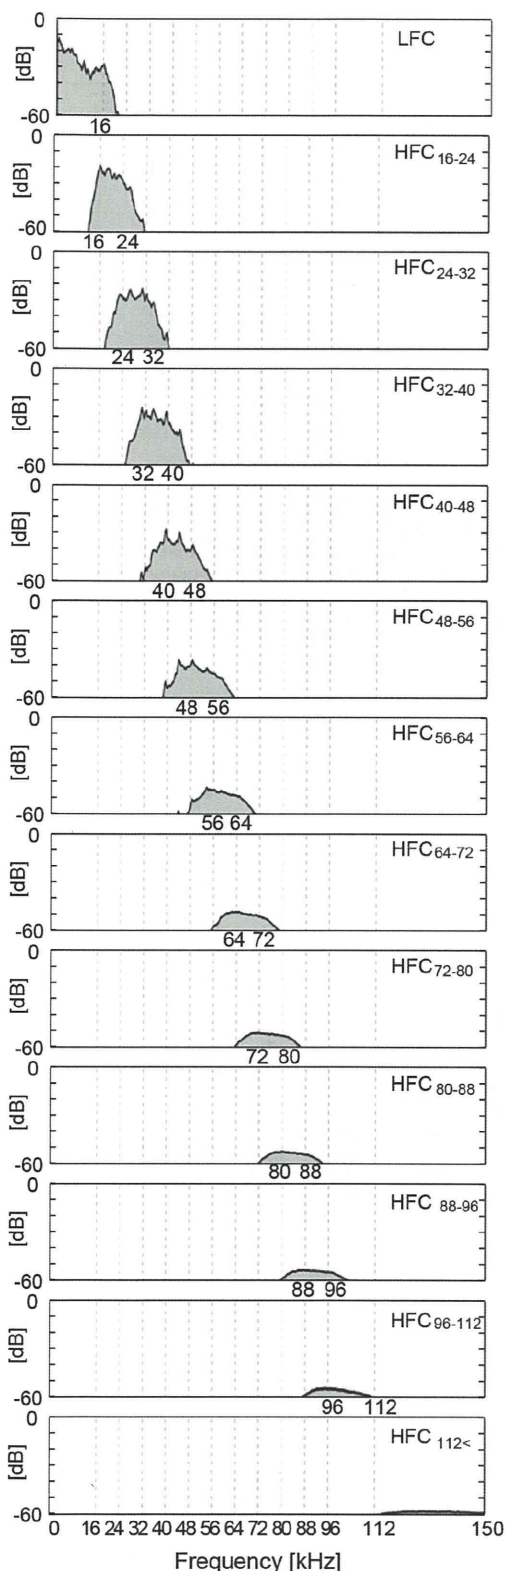 0
[dB]
LFC
-60
16
0
[dB]
HFC16-24
-60
16 24
0
[dB]
HFC24-32
-60
24 32
0
[dB]
HFC32-40
-60
32 40
0
[dB]
HFC40-48
-60
40 48
0
[dB]
HFC48-56
-60
48 56
0
[dB]
HFC56-64
-60
56 64
0
[dB]
HFC64-72
-60
64 72
0
[dB]
HFC72-80
-60
72 80
0
[dB]
HFC 80-88
-60
80 88
0
[dB]
HFC 88-96
-60
88 96
0
[dB]
HFC96-112
-60
96 112
0
[dB]
HFC 112<
-60
0 16 24 32 40 48 56 64 72 80 88 96 112 150
Frequency [kHz]